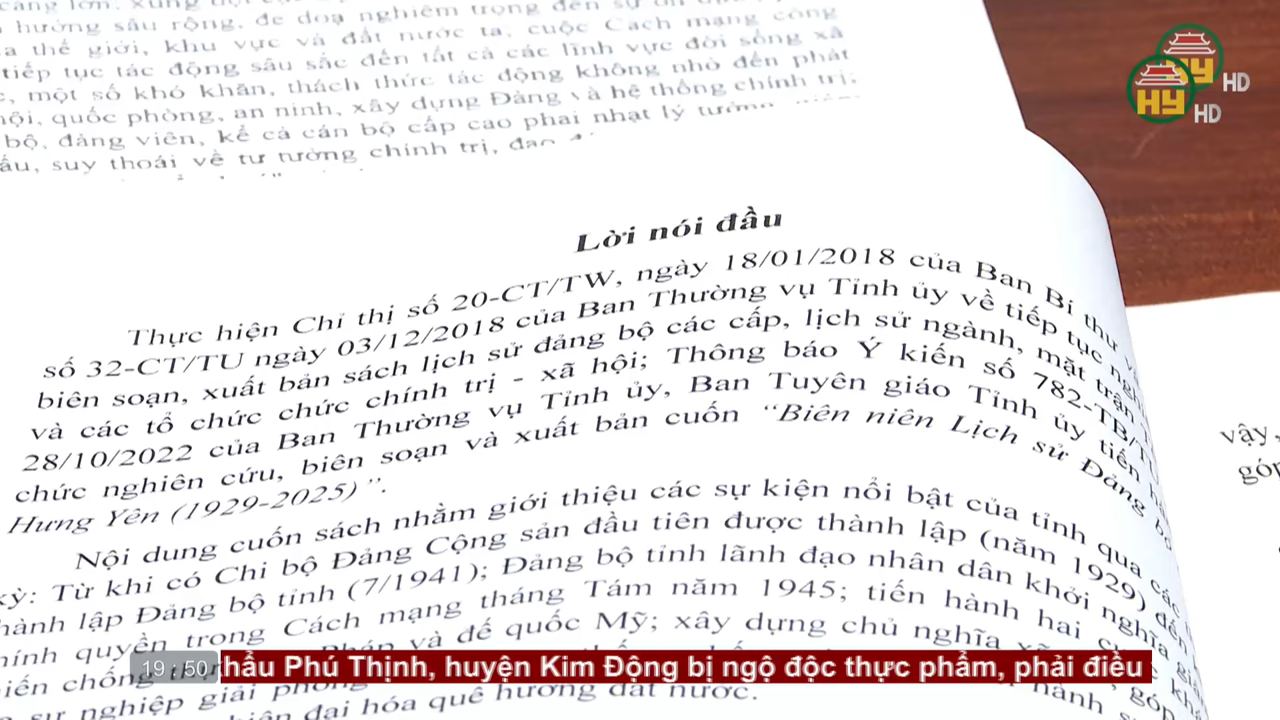 hưởng sâu rộng, đe doạ nghiêm trọng đến sự ổn
thế giới, khu vực và đất nước ta, cuộc Cách mạng công
tiếp tục tác động sâu sắc đến tất cả các lĩnh vực đời sống xã
một số khó khăn, thách thức tác động không nhỏ đến phát
hội, quốc phòng, an ninh, xây dựng Đảng và hệ thống chính trị;
bộ, đảng viên, kể cả cán bộ cấp cao phai nhạt lý tưởng
ấu, suy thoái về tư tưởng chính trị, đạo
HY HD
HY HD
Lời nói đầu
Thực hiện Chỉ thị số 20-CT/TW, ngày 18/01/2018 của Ban Bí thư
số 32-CT/TU ngày 03/12/2018 của Ban Thường vụ Tỉnh ủy về tiếp tục
biên soạn, xuất bản sách lịch sử đảng bộ các cấp, lịch sử ngành, mặt trận
và các tổ chức chức chính trị - xã hội; Thông báo Ý kiến số 782-TB/TU
28/10/2022 của Ban Thường vụ Tỉnh ủy, Ban Tuyên giáo Tỉnh ủy tiến
chức nghiên cứu, biên soạn và xuất bản cuốn “Biên niên Lịch sử Đảng bộ
Hưng Yên (1929-2025)”.
Nội dung cuốn sách nhằm giới thiệu các sự kiện nổi bật của tỉnh qua các
kỳ: Từ khi có Chi bộ Đảng Cộng sản đầu tiên được thành lập (năm 1929) đến
thành lập Đảng bộ tỉnh (7/1941); Đảng bộ tỉnh lãnh đạo nhân dân khởi nghĩa
chính quyền trong Cách mạng tháng Tám năm 1945; tiến hành hai
và đế quốc Mỹ; xây dựng chủ nghĩa
sự nghiệp giải
đại hóa quê hương đất nước.
vậy,
góp
19 50 hẩu Phú Thịnh, huyện Kim Động bị ngộ độc thực phẩm, phải điều